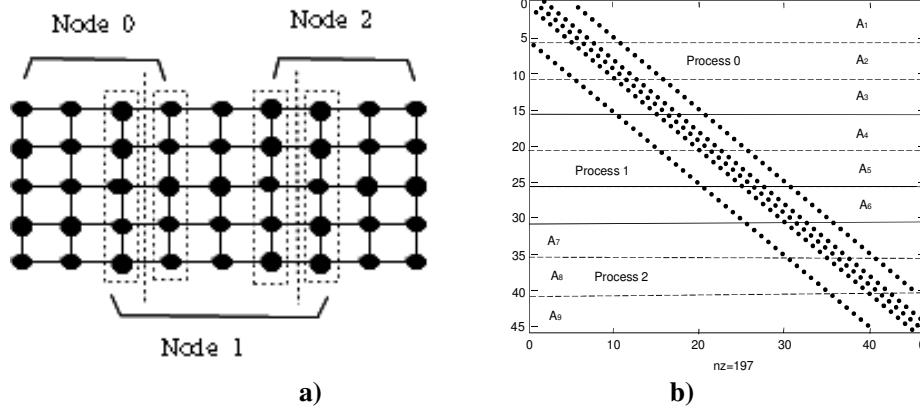 Node 0
Node 2
Node 1
a)
0
5
10
15
20
25
30
35
40
45
A1
A2
Process 0
A3
A4
Process 1
A5
A6
A7
A8
Process 2
A9
0
10
20
30
40
nz=197
b)